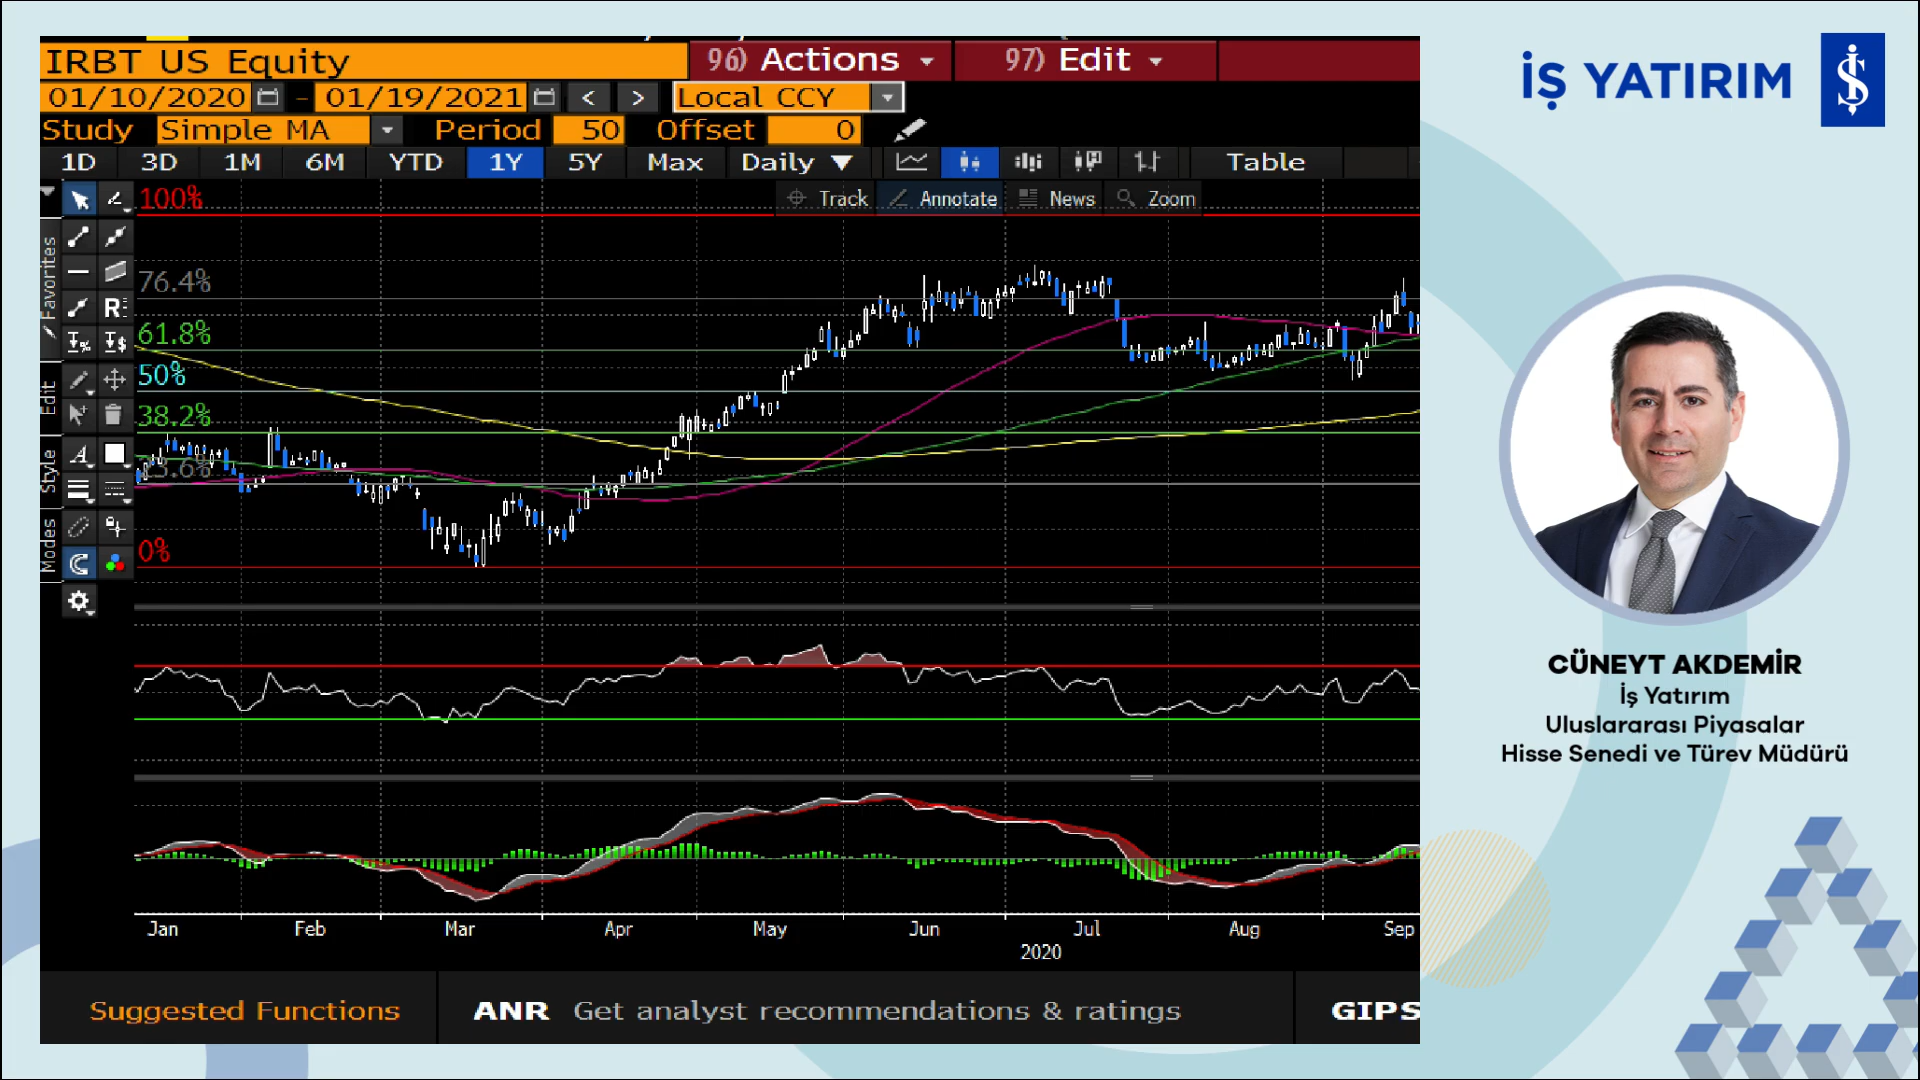 IRBT US Equity
96) Actions
97) Edit
01/10/2020 - 01/19/2021 < > Local CCY
Study Simple MA Period 50 Offset 0
1D 3D 1M 6M YTD 1Y 5Y Max Daily ▼ Table
Track Annotate News Zoom
Favorites
Edit
Style
Modes
100%
76.4%
61.8%
50%
38.2%
23.6%
0%
Jan Feb Mar Apr May Jun Jul Aug Sep
2020
Suggested Functions ANR Get analyst recommendations & ratings GIPS
İŞ YATIRIM
CÜNEYT AKDEMİR
İş Yatırım
Uluslararası Piyasalar
Hisse Senedi ve Türev Müdürü